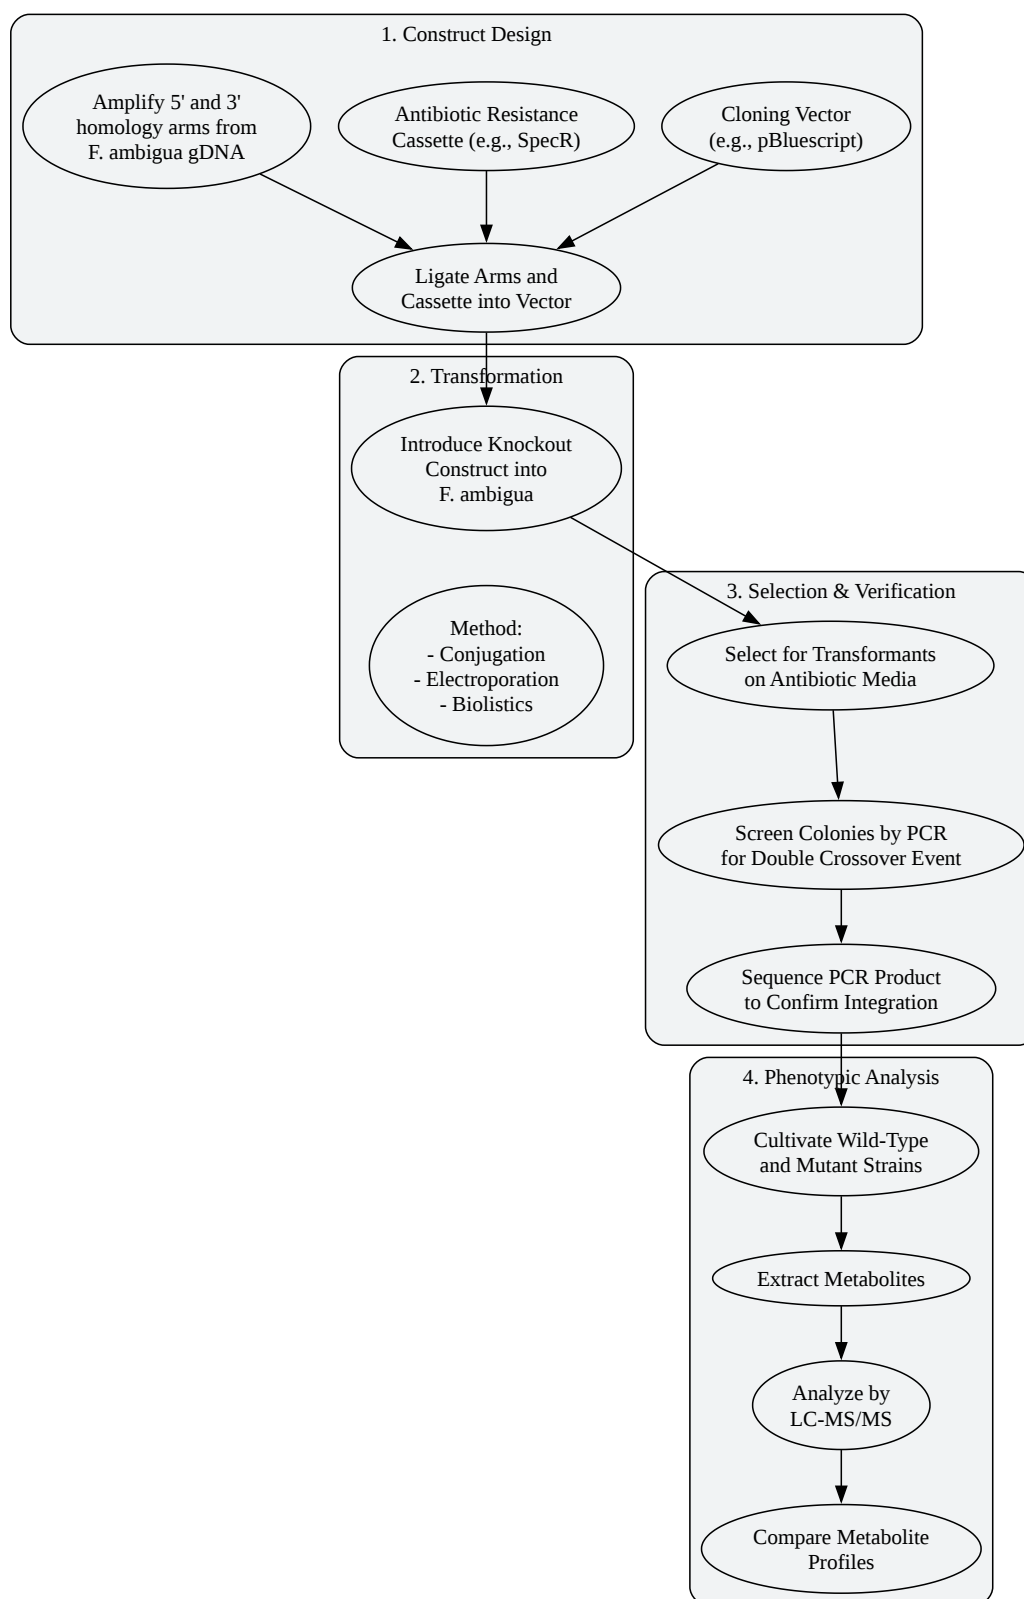 1. Construct Design
Amplify 5' and 3'
homology arms from
F. ambigua gDNA
Antibiotic Resistance
Cassette (e.g., SpecR)
Cloning Vector
(e.g., pBluescript)
Ligate Arms and
Cassette into Vector
2. Transformation
Introduce Knockout
Construct into
F. ambigua
Method:
- Conjugation
- Electroporation
- Biolistics
3. Selection & Verification
Select for Transformants
on Antibiotic Media
Screen Colonies by PCR
for Double Crossover Event
Sequence PCR Product
to Confirm Integration
4. Phenotypic Analysis
Cultivate Wild-Type
and Mutant Strains
Extract Metabolites
Analyze by
LC-MS/MS
Compare Metabolite
Profiles